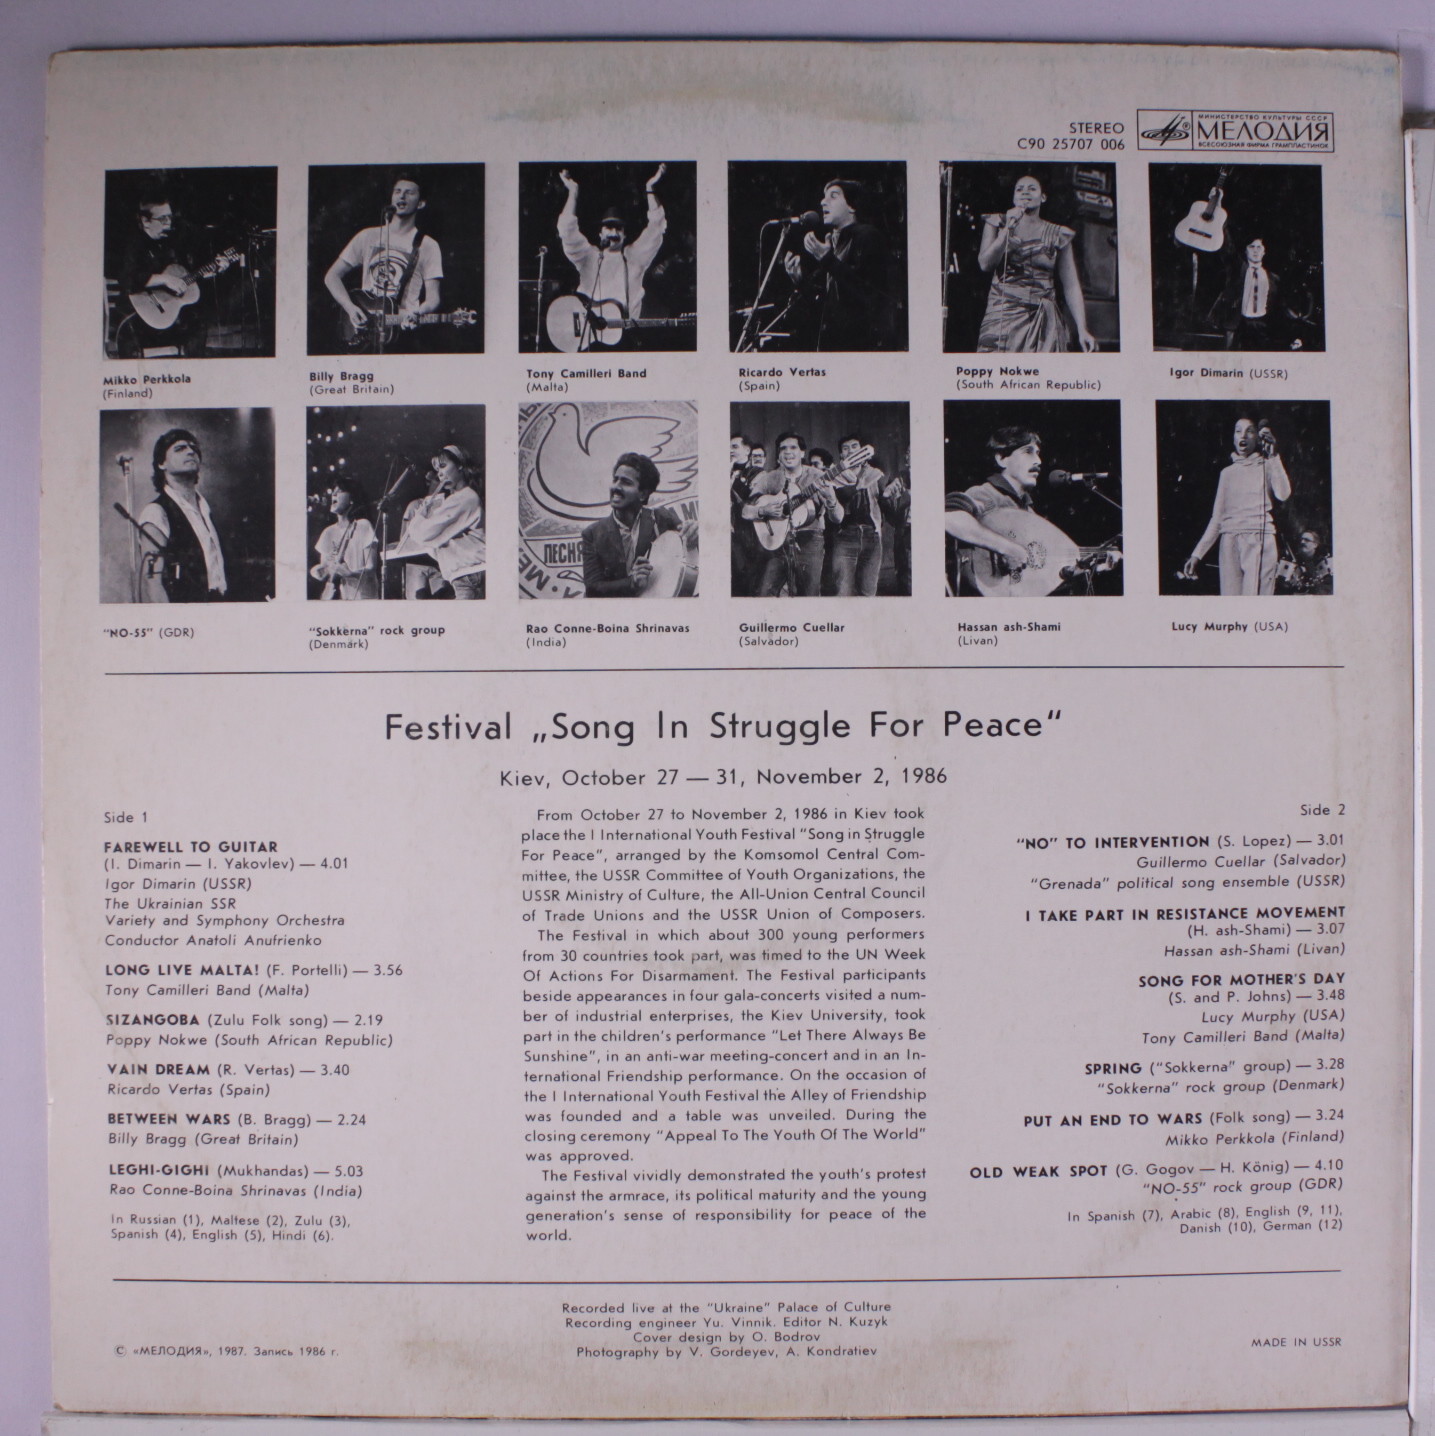 STEREO
C90 25707 006
МИНИСТЕРСТВО КУЛЬТУРЫ СССР
МЕЛОДИЯ
ВСЕСОЮЗНАЯ ФИРМА ГРАМПЛАСТИНОК
Mikko Perkkola
(Finland)
Billy Bragg
(Great Britain)
Tony Camilleri Band
(Malta)
Ricardo Vertas
(Spain)
Poppy Nokwe
(South African Republic)
Igor Dimarin (USSR)
ПЕСНЯ
"NO-55" (GDR)
"Sokkerna" rock group
(Denmark)
Rao Conne-Boina Shrinavas
(India)
Guillermo Cuellar
(Salvador)
Hassan ash-Shami
(Livan)
Lucy Murphy (USA)
Festival „Song In Struggle For Peace“
Kiev, October 27 — 31, November 2, 1986
Side 1
FAREWELL TO GUITAR
(I. Dimarin — I. Yakovlev) — 4.01
Igor Dimarin (USSR)
The Ukrainian SSR
Variety and Symphony Orchestra
Conductor Anatoli Anufrienko
LONG LIVE MALTA! (F. Portelli) — 3.56
Tony Camilleri Band (Malta)
SIZANGOBA (Zulu Folk song) — 2.19
Poppy Nokwe (South African Republic)
VAIN DREAM (R. Vertas) — 3.40
Ricardo Vertas (Spain)
BETWEEN WARS (B. Bragg) — 2.24
Billy Bragg (Great Britain)
LEGHI-GIGHI (Mukhandas) — 5.03
Rao Conne-Boina Shrinavas (India)
In Russian (1), Maltese (2), Zulu (3),
Spanish (4), English (5), Hindi (6).
From October 27 to November 2, 1986 in Kiev took
place the I International Youth Festival "Song in Struggle
For Peace", arranged by the Komsomol Central Com-
mittee, the USSR Committee of Youth Organizations, the
USSR Ministry of Culture, the All-Union Central Council
of Trade Unions and the USSR Union of Composers.
The Festival in which about 300 young performers
from 30 countries took part, was timed to the UN Week
Of Actions For Disarmament. The Festival participants
beside appearances in four gala-concerts visited a num-
ber of industrial enterprises, the Kiev University, took
part in the children's performance "Let There Always Be
Sunshine", in an anti-war meeting-concert and in an In-
ternational Friendship performance. On the occasion of
the I International Youth Festival the Alley of Friendship
was founded and a table was unveiled. During the
closing ceremony "Appeal To The Youth Of The World"
was approved.
The Festival vividly demonstrated the youth's protest
against the armrace, its political maturity and the young
generation's sense of responsibility for peace of the
world.
Side 2
"NO" TO INTERVENTION (S. Lopez) — 3.01
Guillermo Cuellar (Salvador)
"Grenada" political song ensemble (USSR)
I TAKE PART IN RESISTANCE MOVEMENT
(H. ash-Shami) — 3.07
Hassan ash-Shami (Livan)
SONG FOR MOTHER'S DAY
(S. and P. Johns) — 3.48
Lucy Murphy (USA)
Tony Camilleri Band (Malta)
SPRING ("Sokkerna" group) — 3.28
"Sokkerna" rock group (Denmark)
PUT AN END TO WARS (Folk song) — 3.24
Mikko Perkkola (Finland)
OLD WEAK SPOT (G. Gogov — H. König) — 4.10
"NO-55" rock group (GDR)
In Spanish (7), Arabic (8), English (9, 11),
Danish (10), German (12)
Recorded live at the "Ukraine" Palace of Culture
Recording engineer Yu. Vinnik. Editor N. Kuzyk
Cover design by O. Bodrov
Photography by V. Gordeyev, A. Kondratiev
© «МЕЛОДИЯ», 1987. Запись 1986 г.
MADE IN USSR